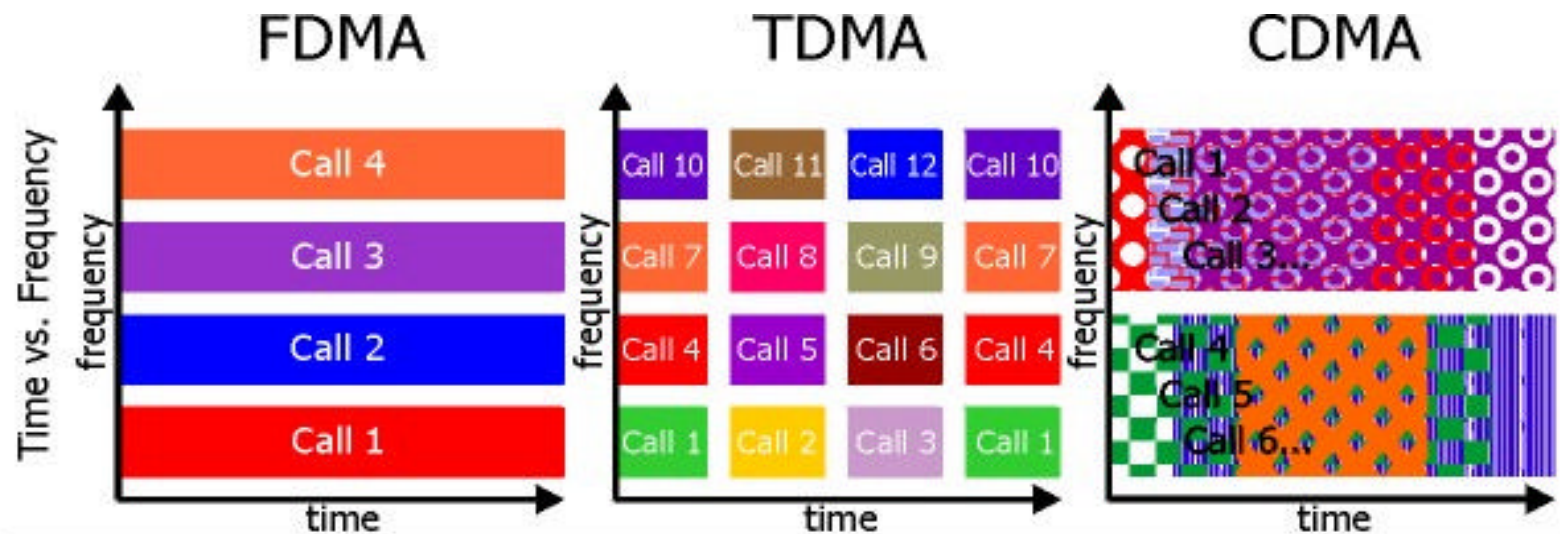 FDMA
TDMA
CDMA
Time vs. Frequency
frequency
Call 4
Call 3
Call 2
Call 1
time
frequency
Call 10 Call 11 Call 12 Call 10
Call 7 Call 8 Call 9 Call 7
Call 4 Call 5 Call 6 Call 4
Call 1 Call 2 Call 3 Call 1
time
frequency
Call 1
Call 2
Call 3...
Call 4
Call 5
Call 6...
time